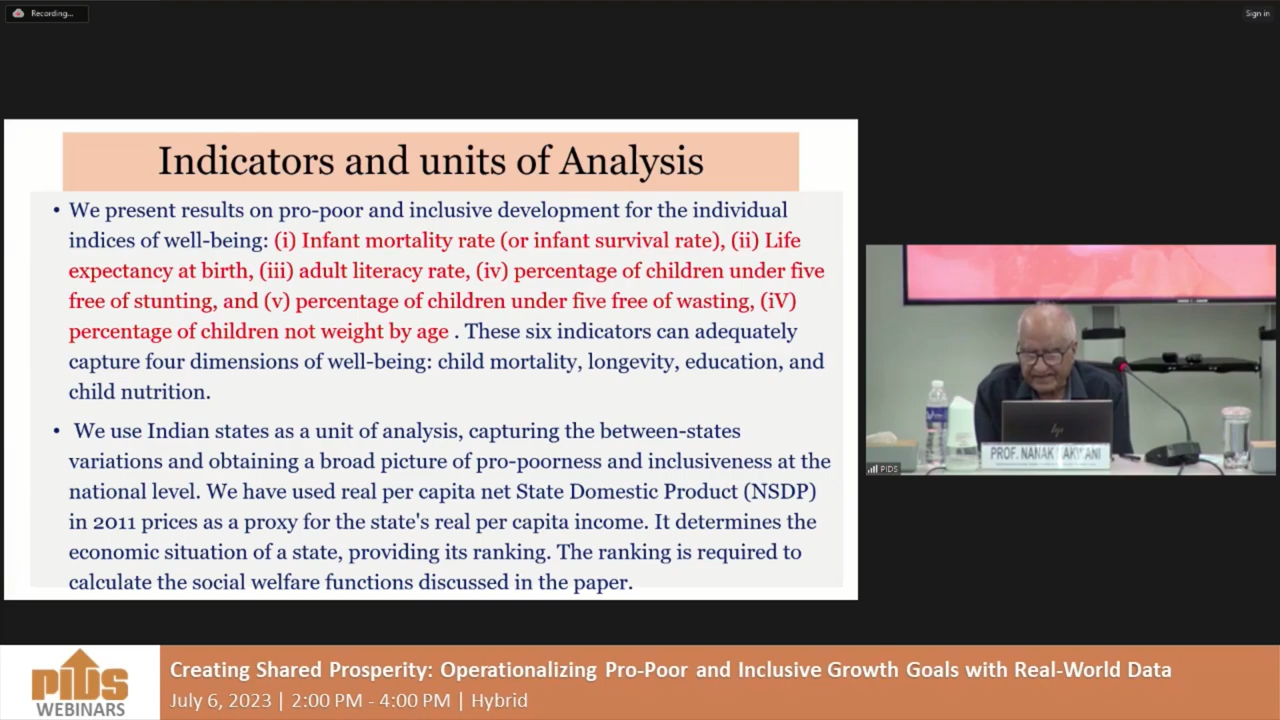 Recording...
Sign in
Indicators and units of Analysis
• We present results on pro-poor and inclusive development for the individual
indices of well-being: (i) Infant mortality rate (or infant survival rate), (ii) Life
expectancy at birth, (iii) adult literacy rate, (iv) percentage of children under five
free of stunting, and (v) percentage of children under five free of wasting, (iV)
percentage of children not weight by age . These six indicators can adequately
capture four dimensions of well-being: child mortality, longevity, education, and
child nutrition.
• We use Indian states as a unit of analysis, capturing the between-states
variations and obtaining a broad picture of pro-poorness and inclusiveness at the
national level. We have used real per capita net State Domestic Product (NSDP)
in 2011 prices as a proxy for the state's real per capita income. It determines the
economic situation of a state, providing its ranking. The ranking is required to
calculate the social welfare functions discussed in the paper.
hp
PROF. NANAK
PIDS
PIDS
WEBINARS
Creating Shared Prosperity: Operationalizing Pro-Poor and Inclusive Growth Goals with Real-World Data
July 6, 2023 | 2:00 PM - 4:00 PM | Hybrid